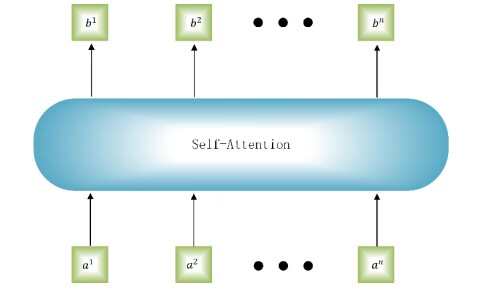 b¹ b² ● ● ● bⁿ
Self-Attention
a¹ a² ● ● ● aⁿ